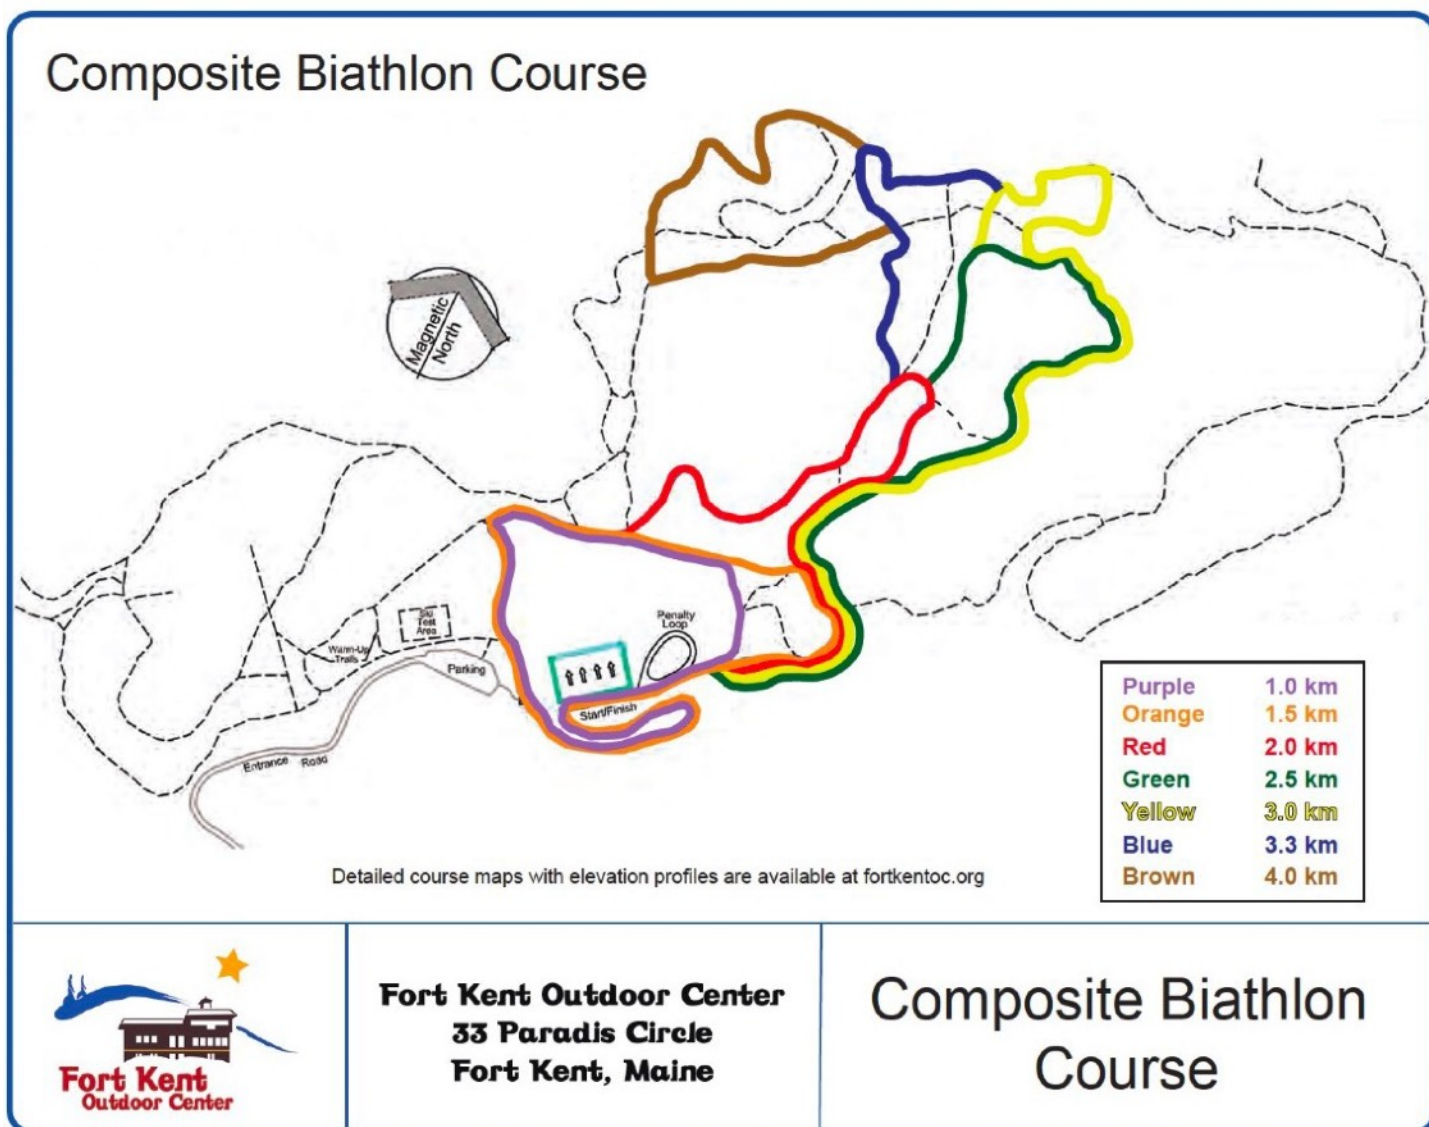 Composite Biathlon Course
Magnetic
North
Ski
Test
Area
Warm-Up
Trails
Parking
Penalty
Loop
Start/Finish
Entrance Road
Purple 1.0 km
Orange 1.5 km
Red 2.0 km
Green 2.5 km
Yellow 3.0 km
Blue 3.3 km
Brown 4.0 km
Detailed course maps with elevation profiles are available at fortkentoc.org
Fort Kent
Outdoor Center
Fort Kent Outdoor Center
33 Paradis Circle
Fort Kent, Maine
Composite Biathlon
Course